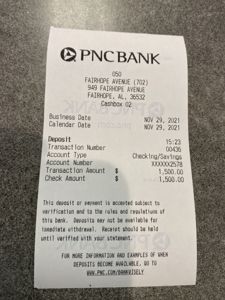 PNCBANK
050
FAIRHOPE AVENUE (702)
949 FAIRHOPE AVENUE
FAIRHOPE, AL, 36532
Cashbox 02
Business Date NOV 29, 2021
Calendar Date NOV 29, 2021
Deposit 15:23
Transaction Number 00436
Account Type Checking/Savings
Account Number XXXXXX2578
Transaction Amount $ 1,500.00
Check Amount $ 1,500.00
This deposit or payment is accepted subject to
verification and to the rules and regulations of
this bank. Deposits may not be available for
immediate withdrawal. Receipt should be held
until verified with your statement.
FOR MORE INFORMATION AND EXAMPLES OF WHEN
DEPOSITS BECOME AVAILABLE, GO TO
WWW.PNC.COM/BANKWISELY